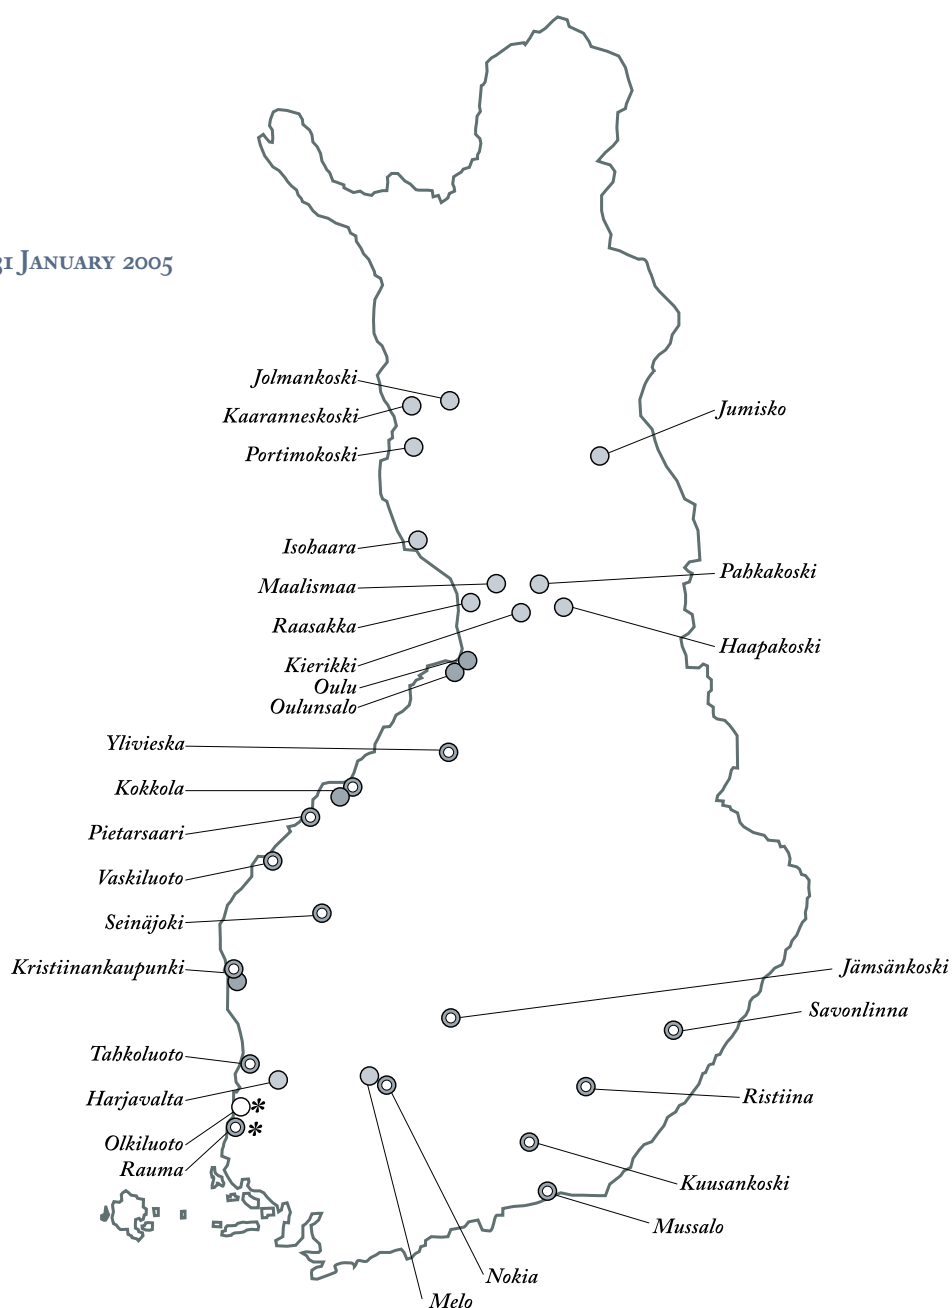 31 January 2005
Jolmankoski
Kaaranneskoski
Jumisko
Portimokoski
Isohaara
Pahkakoski
Maalismaa
Raasakka
Haapakoski
Kierikki
Oulu
Oulunsalo
Ylivieska
Kokkola
Pietarsaari
Vaskiluoto
Seinäjoki
Kristiinankaupunki
Jämsänkoski
Savonlinna
Tahkoluoto
Harjavalta
Ristiina
*
*
Olkiluoto
Rauma
Kuusankoski
Mussalo
Nokia
Melo